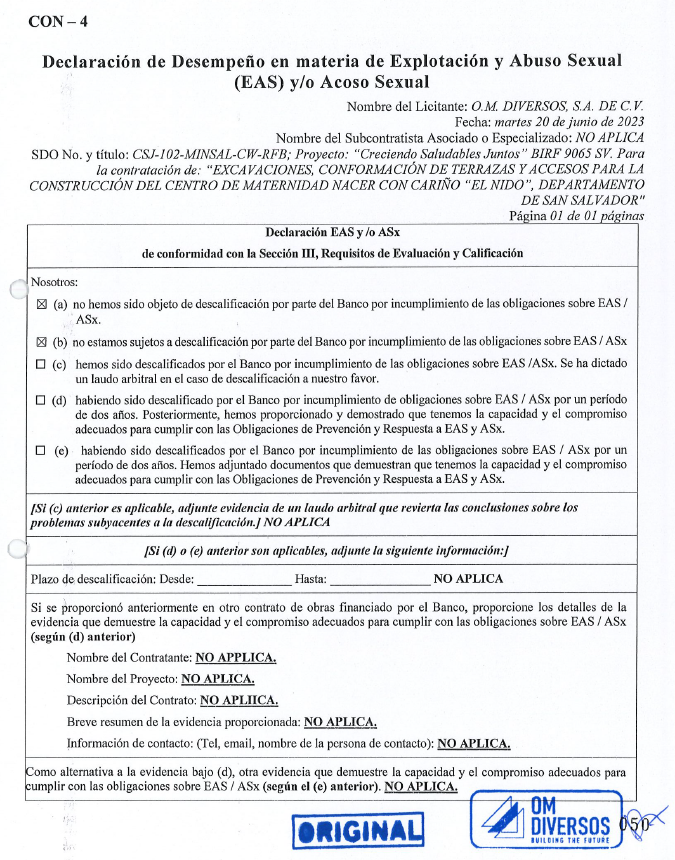 CON – 4
Declaración de Desempeño en materia de Explotación y Abuso Sexual
(EAS) y/o Acoso Sexual
Nombre del Licitante: O.M. DIVERSOS, S.A. DE C.V.
Fecha: martes 20 de junio de 2023
Nombre del Subcontratista Asociado o Especializado: NO APLICA
SDO No. y título: CSJ-102-MINSAL-CW-RFB; Proyecto: “Creciendo Saludables Juntos” BIRF 9065 SV. Para
la contratación de: “EXCAVACIONES, CONFORMACIÓN DE TERRAZAS Y ACCESOS PARA LA
CONSTRUCCIÓN DEL CENTRO DE MATERNIDAD NACER CON CARIÑO “EL NIDO”, DEPARTAMENTO
DE SAN SALVADOR"
Página 01 de 01 páginas
Declaración EAS y /o ASx
de conformidad con la Sección III, Requisitos de Evaluación y Calificación
Nosotros:
☒ (a) no hemos sido objeto de descalificación por parte del Banco por incumplimiento de las obligaciones sobre EAS /
ASx.
☒ (b) no estamos sujetos a descalificación por parte del Banco por incumplimiento de las obligaciones sobre EAS / ASx
☐ (c) hemos sido descalificados por el Banco por incumplimiento de las obligaciones sobre EAS /ASx. Se ha dictado
un laudo arbitral en el caso de descalificación a nuestro favor.
☐ (d) habiendo sido descalificado por el Banco por incumplimiento de obligaciones sobre EAS / ASx por un período
de dos años. Posteriormente, hemos proporcionado y demostrado que tenemos la capacidad y el compromiso
adecuados para cumplir con las Obligaciones de Prevención y Respuesta a EAS y ASx.
☐ (e) habiendo sido descalificados por el Banco por incumplimiento de las obligaciones sobre EAS / ASx por un
período de dos años. Hemos adjuntado documentos que demuestran que tenemos la capacidad y el compromiso
adecuados para cumplir con las Obligaciones de Prevención y Respuesta a EAS y ASx.
[Si (c) anterior es aplicable, adjunte evidencia de un laudo arbitral que revierta las conclusiones sobre los
problemas subyacentes a la descalificación.] NO APLICA
[Si (d) o (e) anterior son aplicables, adjunte la siguiente información:]
Plazo de descalificación: Desde: _______________ Hasta: ________________ NO APLICA
Si se proporcionó anteriormente en otro contrato de obras financiado por el Banco, proporcione los detalles de la
evidencia que demuestre la capacidad y el compromiso adecuados para cumplir con las obligaciones sobre EAS / ASx
(según (d) anterior)
Nombre del Contratante: NO APPLICA.
Nombre del Proyecto: NO APLICA.
Descripción del Contrato: NO APLIICA.
Breve resumen de la evidencia proporcionada: NO APLICA.
Información de contacto: (Tel, email, nombre de la persona de contacto): NO APLICA.
Como alternativa a la evidencia bajo (d), otra evidencia que demuestre la capacidad y el compromiso adecuados para
cumplir con las obligaciones sobre EAS / ASx (según el (e) anterior). NO APLICA.
ORIGINAL
OM
DIVERSOS
BUILDING THE FUTURE
050